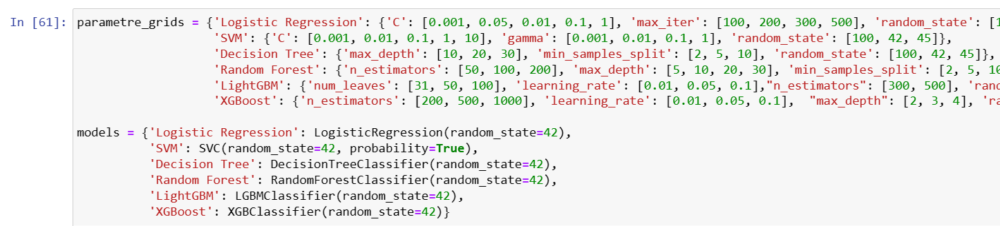 In [61]: parametre_grids = {'Logistic Regression': {'C': [0.001, 0.05, 0.01, 0.1, 1], 'max_iter': [100, 200, 300, 500], 'random_state': [1
'SVM': {'C': [0.001, 0.01, 0.1, 1, 10], 'gamma': [0.001, 0.01, 0.1, 1], 'random_state': [100, 42, 45]},
'Decision Tree': {'max_depth': [10, 20, 30], 'min_samples_split': [2, 5, 10], 'random_state': [100, 42, 45]},
'Random Forest': {'n_estimators': [50, 100, 200], 'max_depth': [5, 10, 20, 30], 'min_samples_split': [2, 5, 10
'LightGBM': {'num_leaves': [31, 50, 100], 'learning_rate': [0.01, 0.05, 0.1],"n_estimators": [300, 500], 'rand
'XGBoost': {'n_estimators': [200, 500, 1000], 'learning_rate': [0.01, 0.05, 0.1],  "max_depth": [2, 3, 4], 'ra
models = {'Logistic Regression': LogisticRegression(random_state=42),
'SVM': SVC(random_state=42, probability=True),
'Decision Tree': DecisionTreeClassifier(random_state=42),
'Random Forest': RandomForestClassifier(random_state=42),
'LightGBM': LGBMClassifier(random_state=42),
'XGBoost': XGBClassifier(random_state=42)}